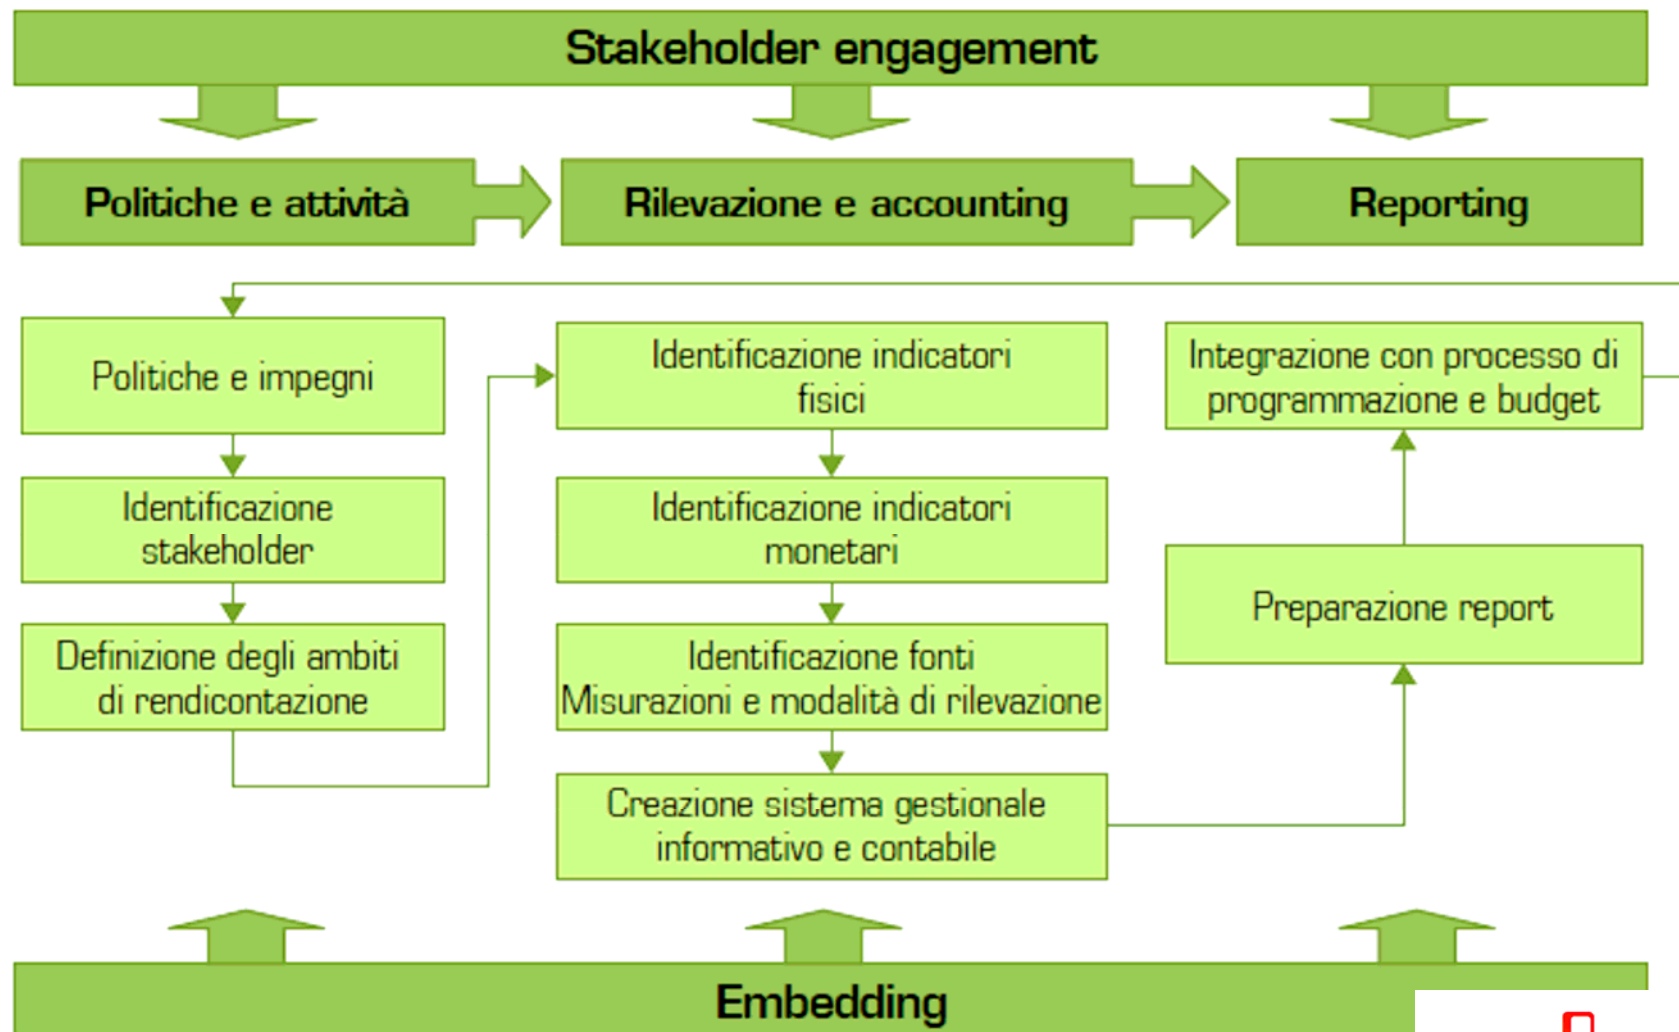 Stakeholder engagement
Politiche e attività
Rilevazione e accounting
Reporting
Politiche e impegni
Identificazione
stakeholder
Definizione degli ambiti
di rendicontazione
Identificazione indicatori
fisici
Identificazione indicatori
monetari
Identificazione fonti
Misurazioni e modalità di rilevazione
Creazione sistema gestionale
informativo e contabile
Integrazione con processo di
programmazione e budget
Preparazione report
Embedding